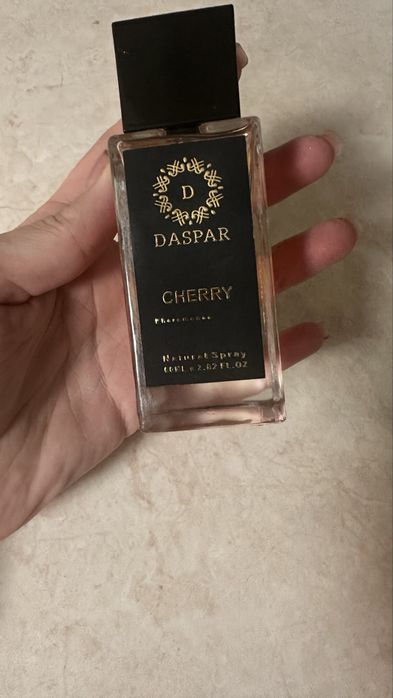 D
DASPAR
CHERRY
Pheromones
Natural Spray
60ML e 2.02 FL.OZ